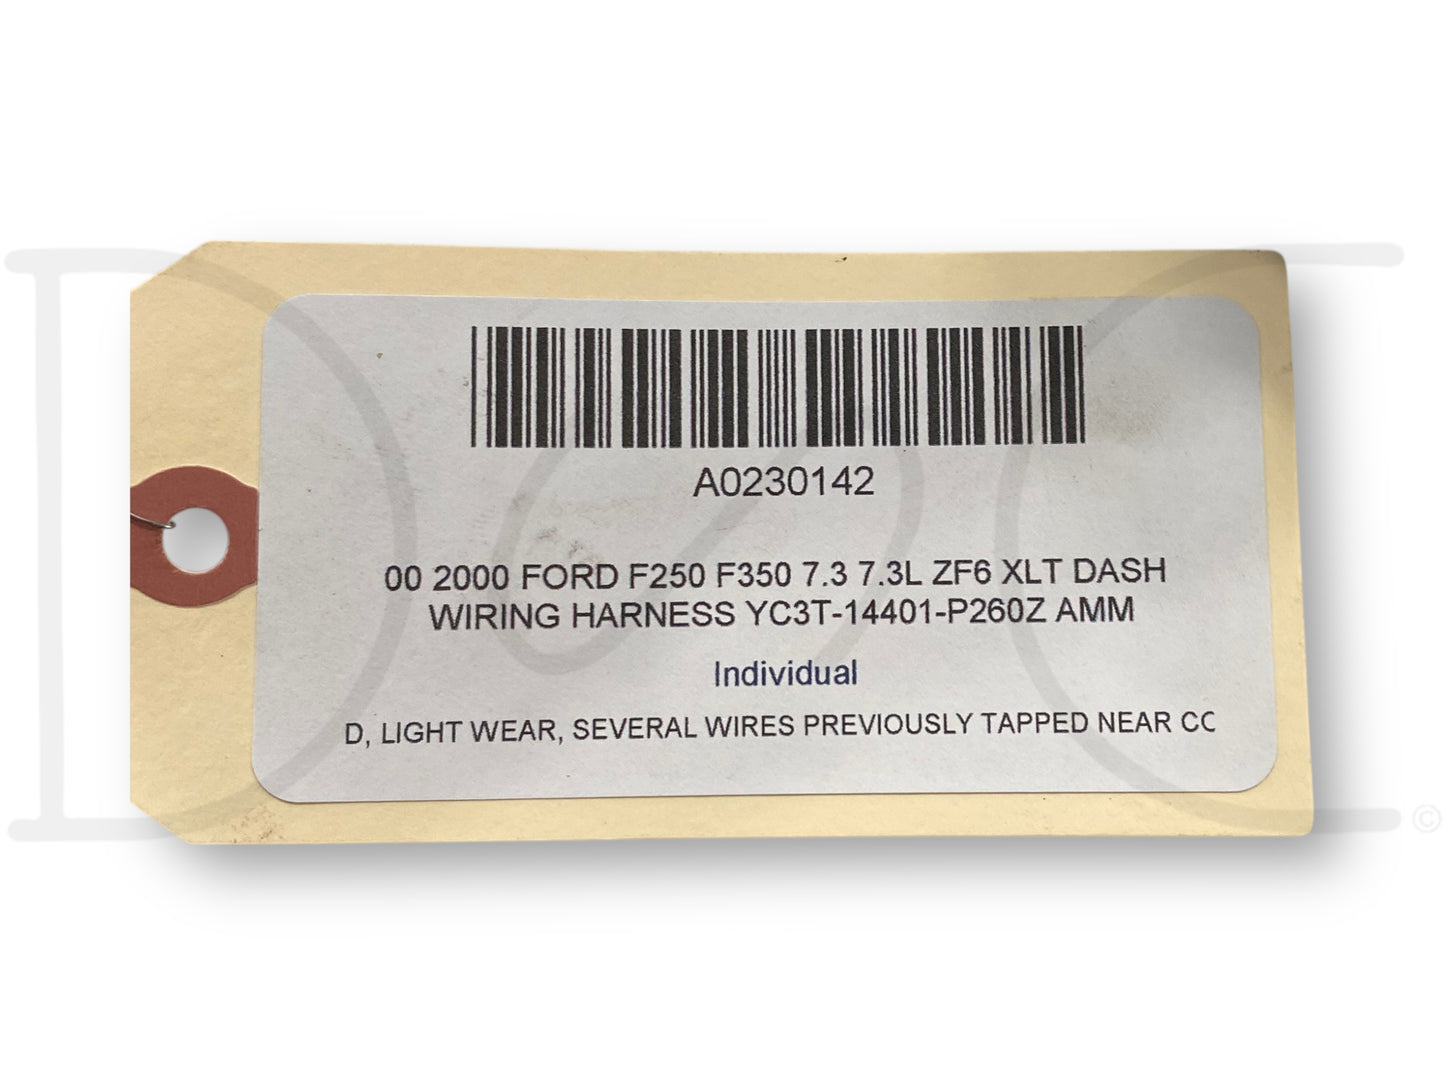 A0230142
00 2000 FORD F250 F350 7.3 7.3L ZF6 XLT DASH
WIRING HARNESS YC3T-14401-P260Z AMM
Individual
D, LIGHT WEAR, SEVERAL WIRES PREVIOUSLY TAPPED NEAR CC
©